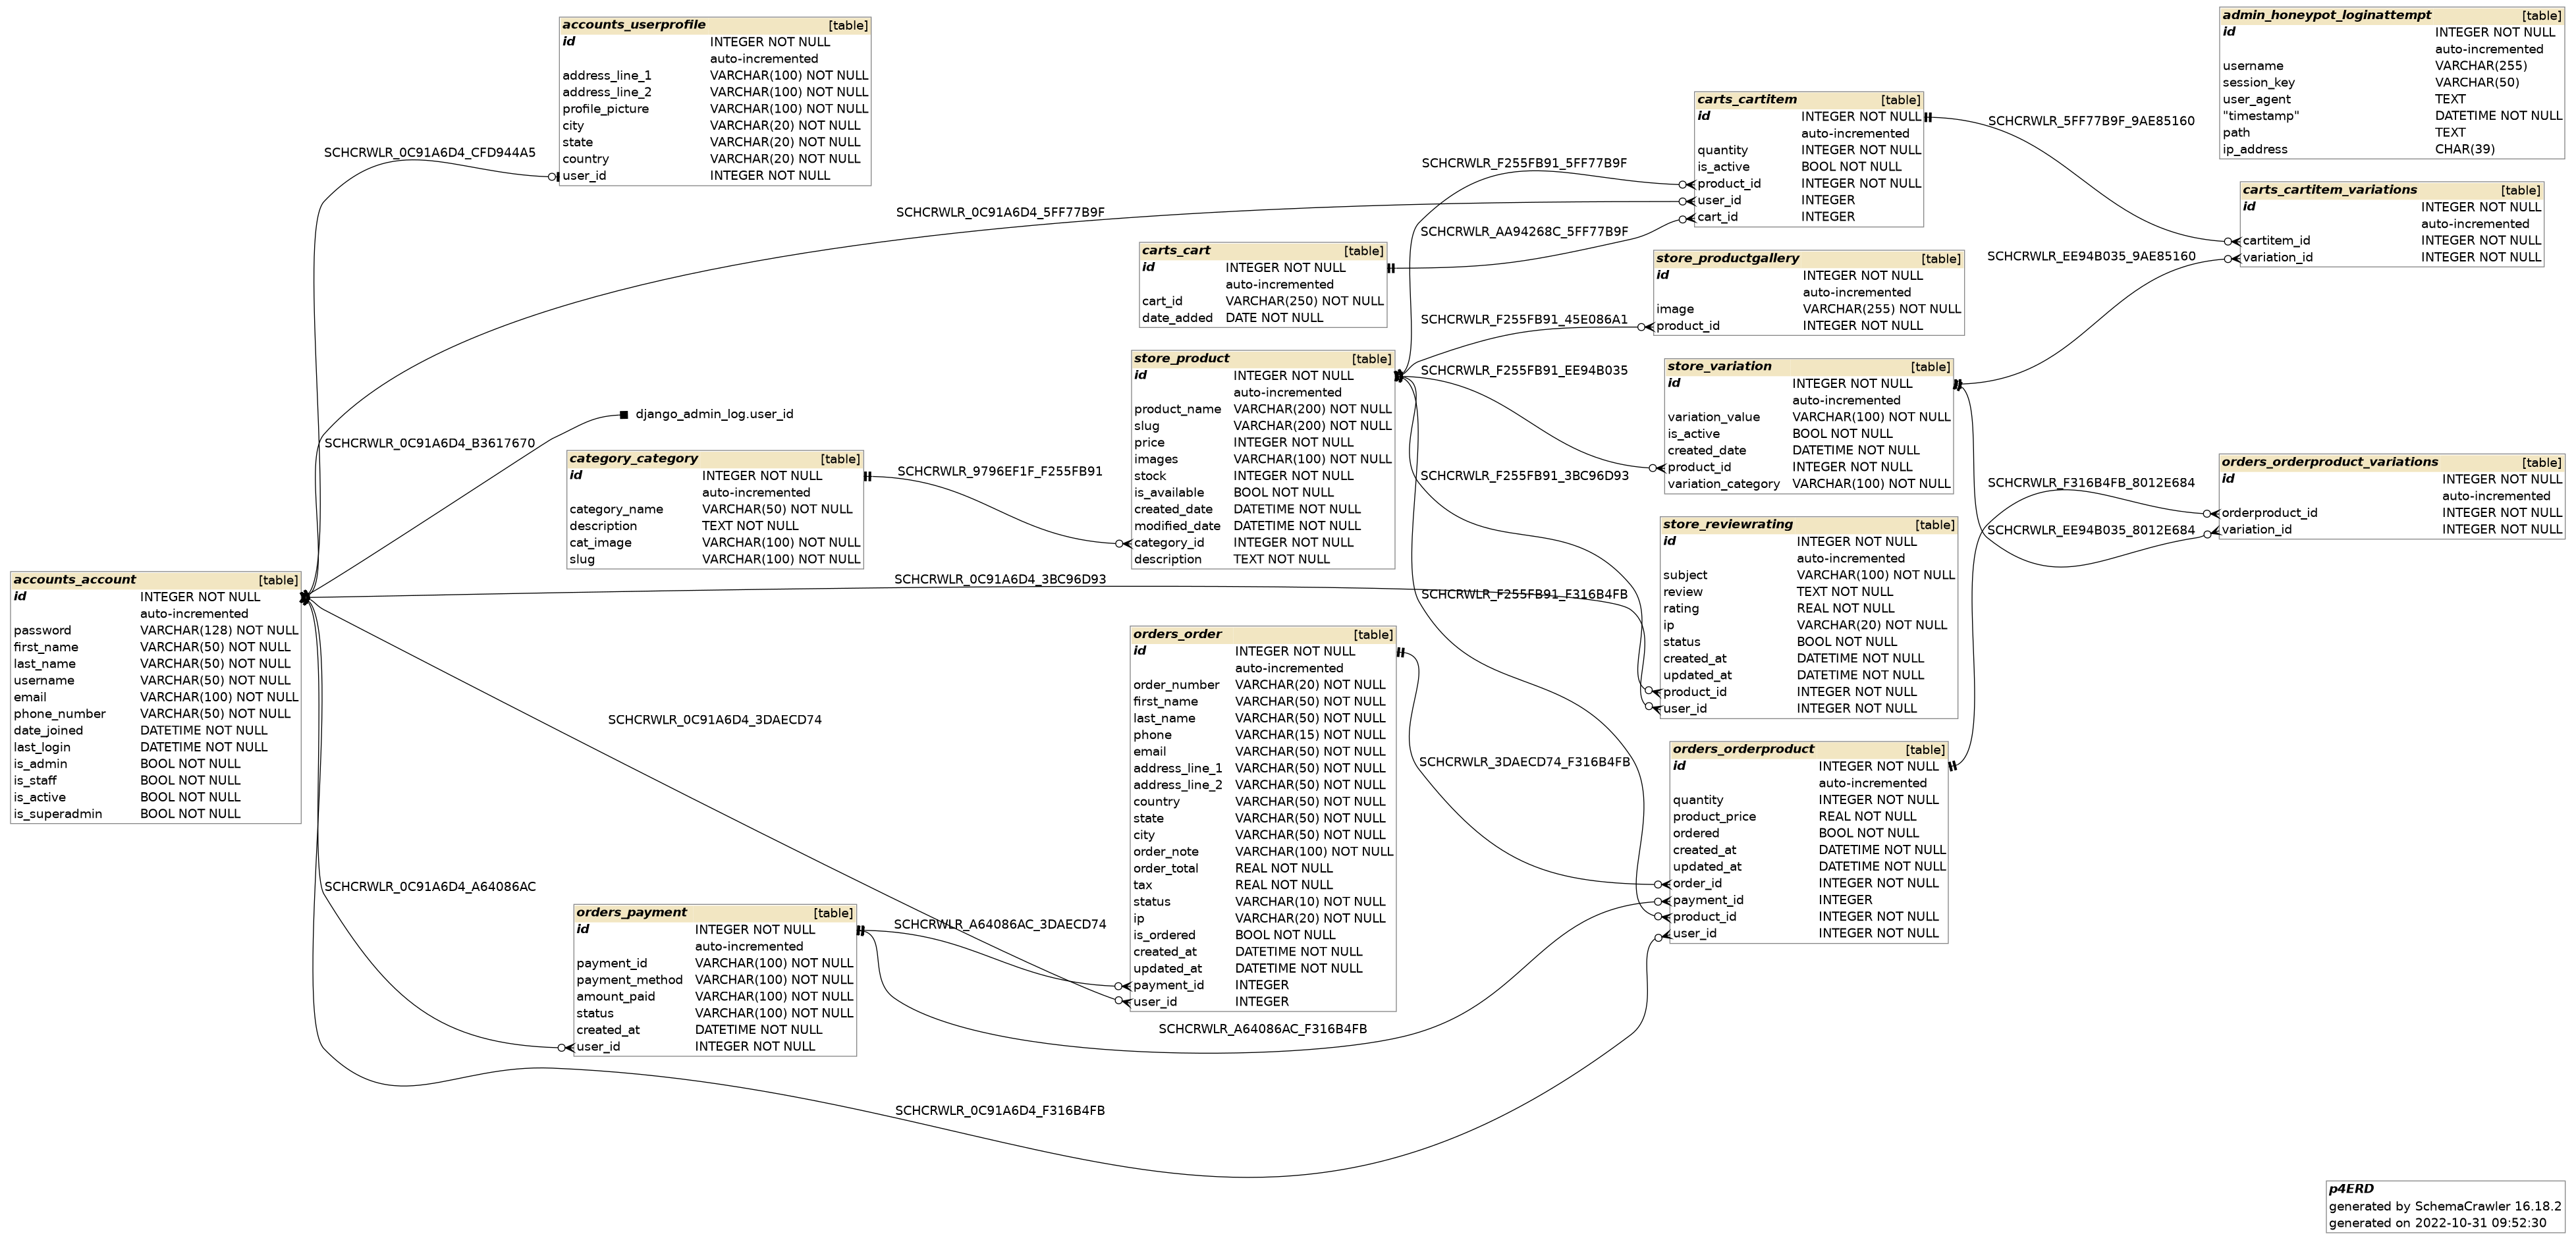 accounts_userprofile [table]
id INTEGER NOT NULL
auto-incremented
address_line_1 VARCHAR(100) NOT NULL
address_line_2 VARCHAR(100) NOT NULL
profile_picture VARCHAR(100) NOT NULL
city VARCHAR(20) NOT NULL
state VARCHAR(20) NOT NULL
country VARCHAR(20) NOT NULL
user_id INTEGER NOT NULL
admin_honeypot_loginattempt [table]
id INTEGER NOT NULL
auto-incremented
username VARCHAR(255)
session_key VARCHAR(50)
user_agent TEXT
"timestamp" DATETIME NOT NULL
path TEXT
ip_address CHAR(39)
carts_cartitem [table]
id INTEGER NOT NULL
auto-incremented
quantity INTEGER NOT NULL
is_active BOOL NOT NULL
product_id INTEGER NOT NULL
user_id INTEGER
cart_id INTEGER
carts_cartitem_variations [table]
id INTEGER NOT NULL
auto-incremented
cartitem_id INTEGER NOT NULL
variation_id INTEGER NOT NULL
carts_cart [table]
id INTEGER NOT NULL
auto-incremented
cart_id VARCHAR(250) NOT NULL
date_added DATE NOT NULL
store_productgallery [table]
id INTEGER NOT NULL
auto-incremented
image VARCHAR(255) NOT NULL
product_id INTEGER NOT NULL
store_product [table]
id INTEGER NOT NULL
auto-incremented
product_name VARCHAR(200) NOT NULL
slug VARCHAR(200) NOT NULL
price INTEGER NOT NULL
images VARCHAR(100) NOT NULL
stock INTEGER NOT NULL
is_available BOOL NOT NULL
created_date DATETIME NOT NULL
modified_date DATETIME NOT NULL
category_id INTEGER NOT NULL
description TEXT NOT NULL
store_variation [table]
id INTEGER NOT NULL
auto-incremented
variation_value VARCHAR(100) NOT NULL
is_active BOOL NOT NULL
created_date DATETIME NOT NULL
product_id INTEGER NOT NULL
variation_category VARCHAR(100) NOT NULL
django_admin_log.user_id
category_category [table]
id INTEGER NOT NULL
auto-incremented
category_name VARCHAR(50) NOT NULL
description TEXT NOT NULL
cat_image VARCHAR(100) NOT NULL
slug VARCHAR(100) NOT NULL
orders_orderproduct_variations [table]
id INTEGER NOT NULL
auto-incremented
orderproduct_id INTEGER NOT NULL
variation_id INTEGER NOT NULL
store_reviewrating [table]
id INTEGER NOT NULL
auto-incremented
subject VARCHAR(100) NOT NULL
review TEXT NOT NULL
rating REAL NOT NULL
ip VARCHAR(20) NOT NULL
status BOOL NOT NULL
created_at DATETIME NOT NULL
updated_at DATETIME NOT NULL
product_id INTEGER NOT NULL
user_id INTEGER NOT NULL
accounts_account [table]
id INTEGER NOT NULL
auto-incremented
password VARCHAR(128) NOT NULL
first_name VARCHAR(50) NOT NULL
last_name VARCHAR(50) NOT NULL
username VARCHAR(50) NOT NULL
email VARCHAR(100) NOT NULL
phone_number VARCHAR(50) NOT NULL
date_joined DATETIME NOT NULL
last_login DATETIME NOT NULL
is_admin BOOL NOT NULL
is_staff BOOL NOT NULL
is_active BOOL NOT NULL
is_superadmin BOOL NOT NULL
orders_order [table]
id INTEGER NOT NULL
auto-incremented
order_number VARCHAR(20) NOT NULL
first_name VARCHAR(50) NOT NULL
last_name VARCHAR(50) NOT NULL
phone VARCHAR(15) NOT NULL
email VARCHAR(50) NOT NULL
address_line_1 VARCHAR(50) NOT NULL
address_line_2 VARCHAR(50) NOT NULL
country VARCHAR(50) NOT NULL
state VARCHAR(50) NOT NULL
city VARCHAR(50) NOT NULL
order_note VARCHAR(100) NOT NULL
order_total REAL NOT NULL
tax REAL NOT NULL
status VARCHAR(10) NOT NULL
ip VARCHAR(20) NOT NULL
is_ordered BOOL NOT NULL
created_at DATETIME NOT NULL
updated_at DATETIME NOT NULL
payment_id INTEGER
user_id INTEGER
orders_orderproduct [table]
id INTEGER NOT NULL
auto-incremented
quantity INTEGER NOT NULL
product_price REAL NOT NULL
ordered BOOL NOT NULL
created_at DATETIME NOT NULL
updated_at DATETIME NOT NULL
order_id INTEGER NOT NULL
payment_id INTEGER
product_id INTEGER NOT NULL
user_id INTEGER NOT NULL
orders_payment [table]
id INTEGER NOT NULL
auto-incremented
payment_id VARCHAR(100) NOT NULL
payment_method VARCHAR(100) NOT NULL
amount_paid VARCHAR(100) NOT NULL
status VARCHAR(100) NOT NULL
created_at DATETIME NOT NULL
user_id INTEGER NOT NULL
SCHCRWLR_0C91A6D4_CFD944A5
SCHCRWLR_0C91A6D4_5FF77B9F
SCHCRWLR_F255FB91_5FF77B9F
SCHCRWLR_5FF77B9F_9AE85160
SCHCRWLR_AA94268C_5FF77B9F
SCHCRWLR_EE94B035_9AE85160
SCHCRWLR_F255FB91_45E086A1
SCHCRWLR_F255FB91_EE94B035
SCHCRWLR_0C91A6D4_B3617670
SCHCRWLR_9796EF1F_F255FB91
SCHCRWLR_F255FB91_3BC96D93
SCHCRWLR_F316B4FB_8012E684
SCHCRWLR_EE94B035_8012E684
SCHCRWLR_0C91A6D4_3BC96D93
SCHCRWLR_F255FB91_F316B4FB
SCHCRWLR_0C91A6D4_3DAECD74
SCHCRWLR_3DAECD74_F316B4FB
SCHCRWLR_0C91A6D4_A64086AC
SCHCRWLR_A64086AC_3DAECD74
SCHCRWLR_A64086AC_F316B4FB
SCHCRWLR_0C91A6D4_F316B4FB
p4ERD
generated by SchemaCrawler 16.18.2
generated on 2022-10-31 09:52:30